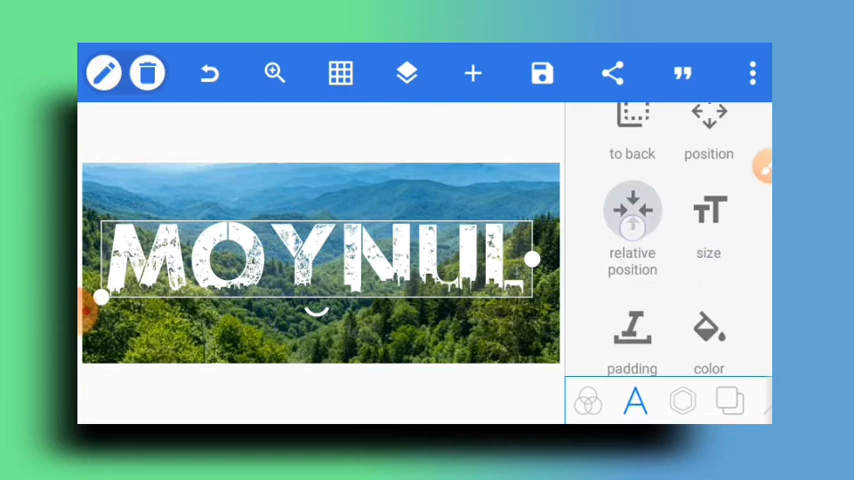 to back
position
MOYNUL
relative
position
size
padding
color